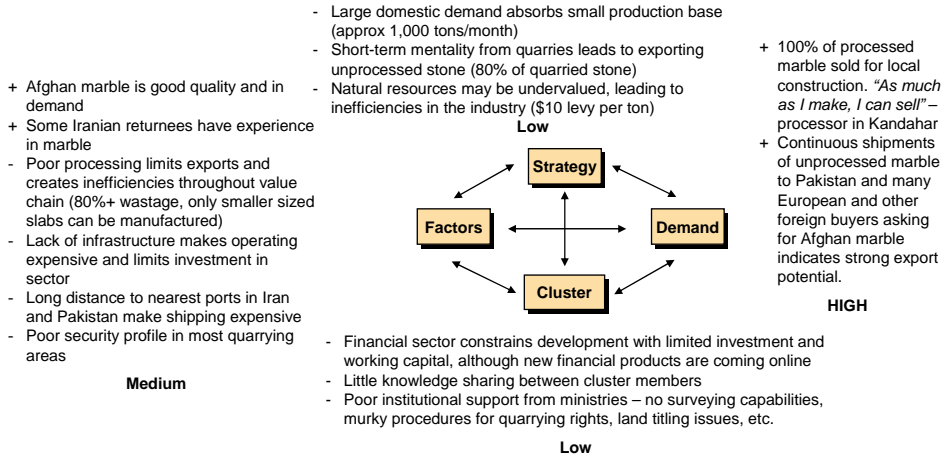 - Large domestic demand absorbs small production base
(approx 1,000 tons/month)
- Short-term mentality from quarries leads to exporting
unprocessed stone (80% of quarried stone)
- Natural resources may be undervalued, leading to
inefficiencies in the industry ($10 levy per ton)
Low
+ Afghan marble is good quality and in
demand
+ Some Iranian returnees have experience
in marble
- Poor processing limits exports and
creates inefficiencies throughout value
chain (80%+ wastage, only smaller sized
slabs can be manufactured)
- Lack of infrastructure makes operating
expensive and limits investment in
sector
- Long distance to nearest ports in Iran
and Pakistan make shipping expensive
- Poor security profile in most quarrying
areas
Medium
Strategy
Factors
Demand
Cluster
+ 100% of processed
marble sold for local
construction. "As much
as I make, I can sell" –
processor in Kandahar
+ Continuous shipments
of unprocessed marble
to Pakistan and many
European and other
foreign buyers asking
for Afghan marble
indicates strong export
potential.
HIGH
- Financial sector constrains development with limited investment and
working capital, although new financial products are coming online
- Little knowledge sharing between cluster members
- Poor institutional support from ministries – no surveying capabilities,
murky procedures for quarrying rights, land titling issues, etc.
Low